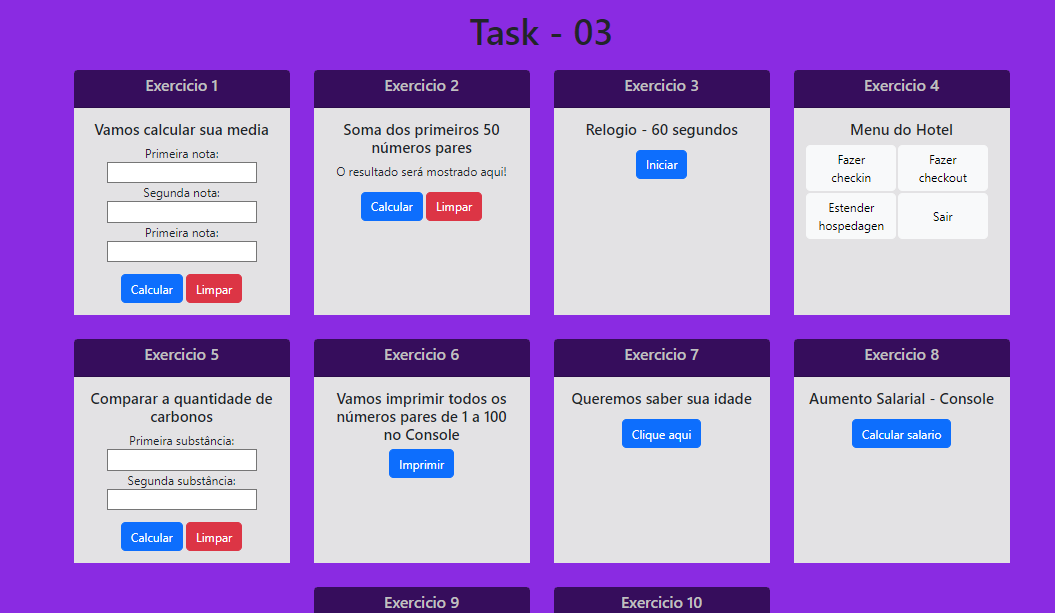 Task - 03
Exercicio 1
Vamos calcular sua media
Primeira nota:
Segunda nota:
Primeira nota:
Calcular
Limpar
Exercicio 2
Soma dos primeiros 50
números pares
O resultado será mostrado aqui!
Calcular
Limpar
Exercicio 3
Relogio - 60 segundos
Iniciar
Exercicio 4
Menu do Hotel
Fazer
checkin
Fazer
checkout
Estender
hospedagen
Sair
Exercicio 5
Comparar a quantidade de
carbonos
Primeira substância:
Segunda substância:
Calcular
Limpar
Exercicio 6
Vamos imprimir todos os
números pares de 1 a 100
no Console
Imprimir
Exercicio 7
Queremos saber sua idade
Clique aqui
Exercicio 8
Aumento Salarial - Console
Calcular salario
Exercicio 9
Exercicio 10